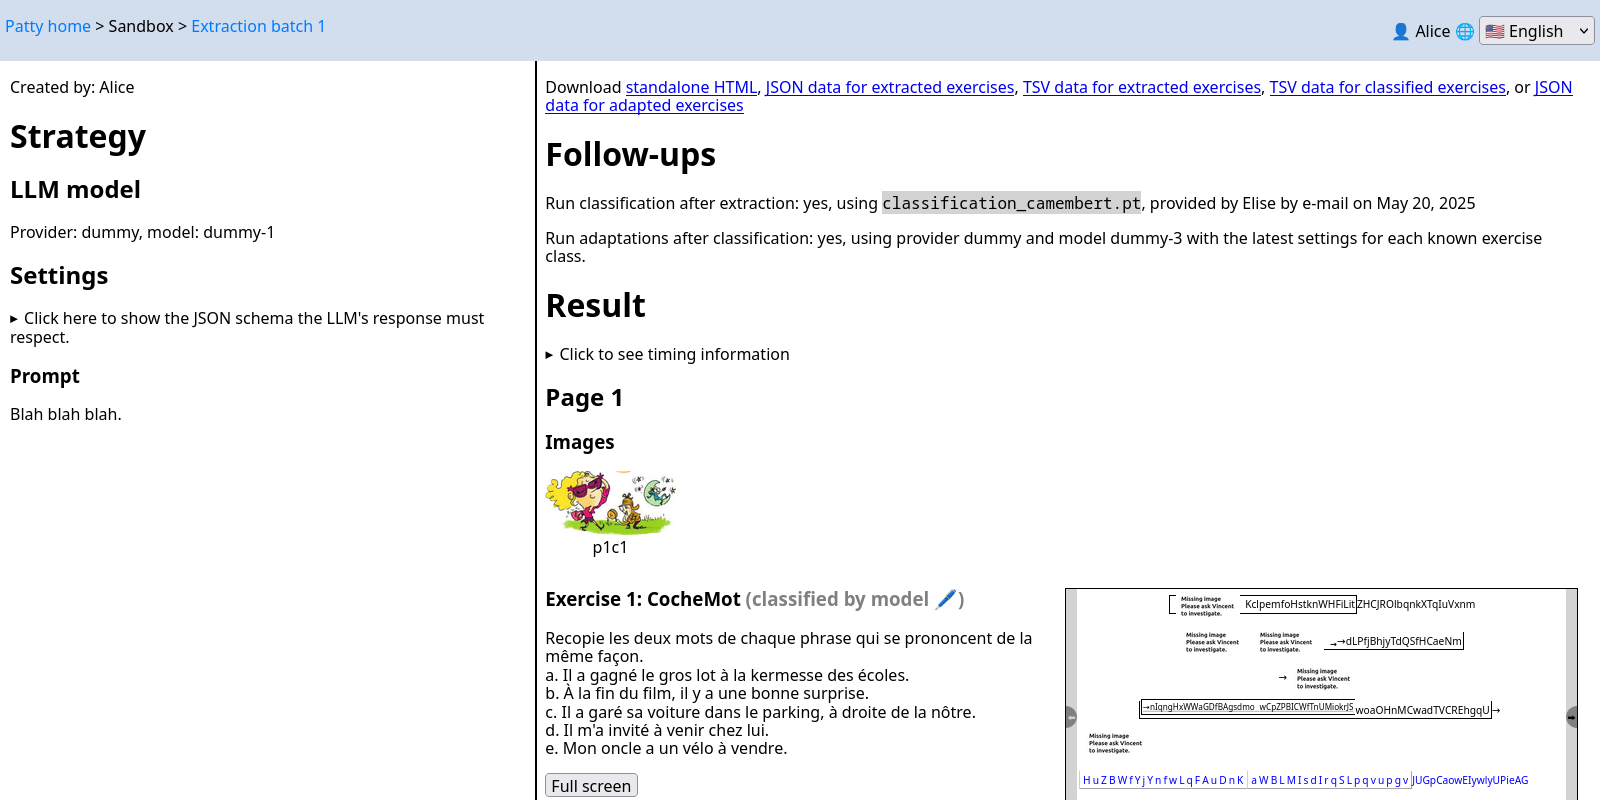 Patty home > Sandbox > Extraction batch 1
👤 Alice 🌐 🇺🇸 English
Created by: Alice
Strategy
LLM model
Provider: dummy, model: dummy-1
Settings
▸ Click here to show the JSON schema the LLM's response must
respect.
Prompt
Blah blah blah.
Download standalone HTML, JSON data for extracted exercises, TSV data for extracted exercises, TSV data for classified exercises, or JSON
data for adapted exercises
Follow-ups
Run classification after extraction: yes, using classification_camembert.pt, provided by Elise by e-mail on May 20, 2025
Run adaptations after classification: yes, using provider dummy and model dummy-3 with the latest settings for each known exercise
class.
Result
▸ Click to see timing information
Page 1
Images
p1c1
Exercise 1: CocheMot (classified by model 🖊️)
Recopie les deux mots de chaque phrase qui se prononcent de la
même façon.
a. Il a gagné le gros lot à la kermesse des écoles.
b. À la fin du film, il y a une bonne surprise.
c. Il a garé sa voiture dans le parking, à droite de la nôtre.
d. Il m'a invité à venir chez lui.
e. Mon oncle a un vélo à vendre.
Full screen
Missing image
Please ask Vincent
to investigate.
KclpemfoHstknWHFiLitZHCJROlbqnkXTqIuVxnm
Missing image
Please ask Vincent
to investigate.
Missing image
Please ask Vincent
to investigate.
→→dLPfjBhjyTdQSfHCaeNm
→
Missing image
Please ask Vincent
to investigate.
→nIqngHxWWaGDfBAgsdmo_wCpZPBICWfTnUMiokrJSwoaOHnMCwadTVCREhgqU→
Missing image
Please ask Vincent
to investigate.
HuZBWfYjYnfwLqFAuDnKaWBLMIsdIrqSLpqvupgvJUGpCaowEIywlyUPieAG